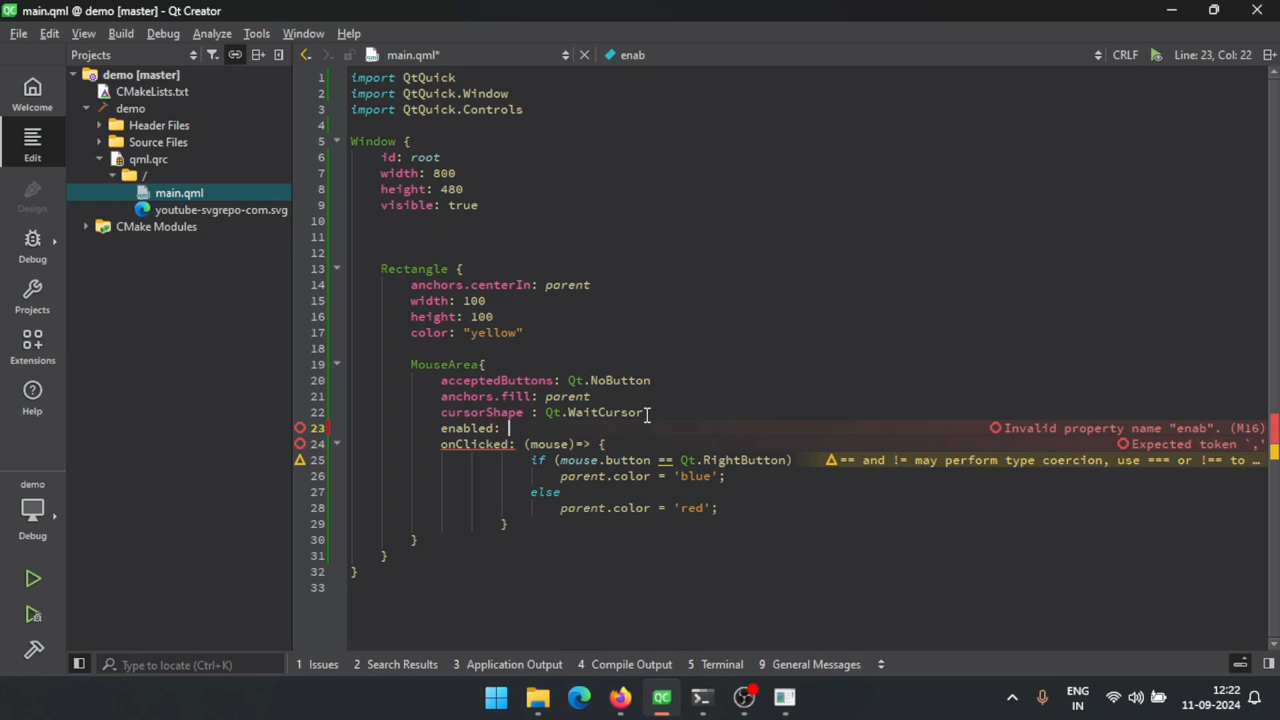 main.qml @ demo [master] - Qt Creator
File Edit View Build Debug Analyze Tools Window Help
Projects
main.qml*
enab
CRLF
Line: 23, Col: 22
Welcome
Edit
Design
Debug
Projects
Extensions
Help
demo
Debug
demo [master]
CMakeLists.txt
demo
Header Files
Source Files
qml.qrc
/
main.qml
youtube-svgrepo-com.svg
CMake Modules
1 import QtQuick
2 import QtQuick.Window
3 import QtQuick.Controls
4
5 Window {
6 id: root
7 width: 800
8 height: 480
9 visible: true
10
11
12
13 Rectangle {
14 anchors.centerIn: parent
15 width: 100
16 height: 100
17 color: "yellow"
18
19 MouseArea{
20 acceptedButtons: Qt.NoButton
21 anchors.fill: parent
22 cursorShape : Qt.WaitCursor
23 enabled: Invalid property name "enab". (M16)
24 onClicked: (mouse)=> { Expected token `,'
25 if (mouse.button == Qt.RightButton) == and != may perform type coercion, use === or !== to …
26 parent.color = 'blue';
27 else
28 parent.color = 'red';
29 }
30 }
31 }
32 }
33
Type to locate (Ctrl+K)
1 Issues 2 Search Results 3 Application Output 4 Compile Output 5 Terminal 9 General Messages
QC
ENG
IN
12:22
11-09-2024